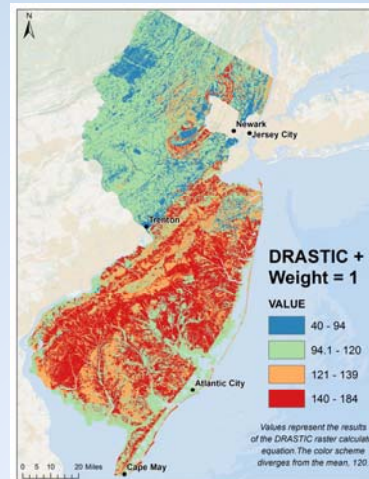 N
Newark
Jersey City
Trenton
DRASTIC +
Weight = 1
VALUE
40 - 94
94.1 - 120
121 - 139
140 - 184
Atlantic City
Values represent the results
of the DRASTIC raster calculator
equation. The color scheme
diverges from the mean, 120.
0 5 10 20 Miles
Cape May